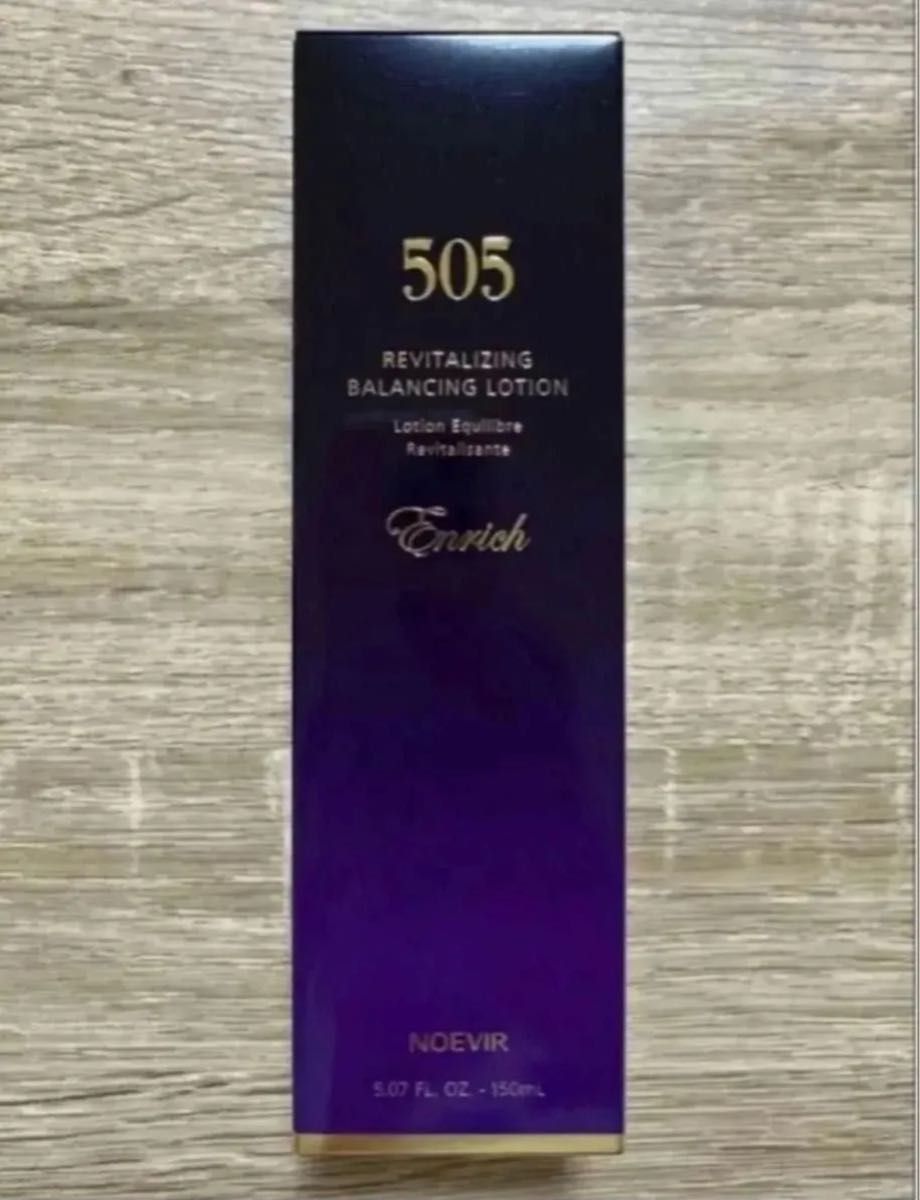 505
REVITALIZING
BALANCING LOTION
Lotion Equilibre
Revitalisante
Enrich
NOEVIR
5.07 FL. OZ. - 150mL